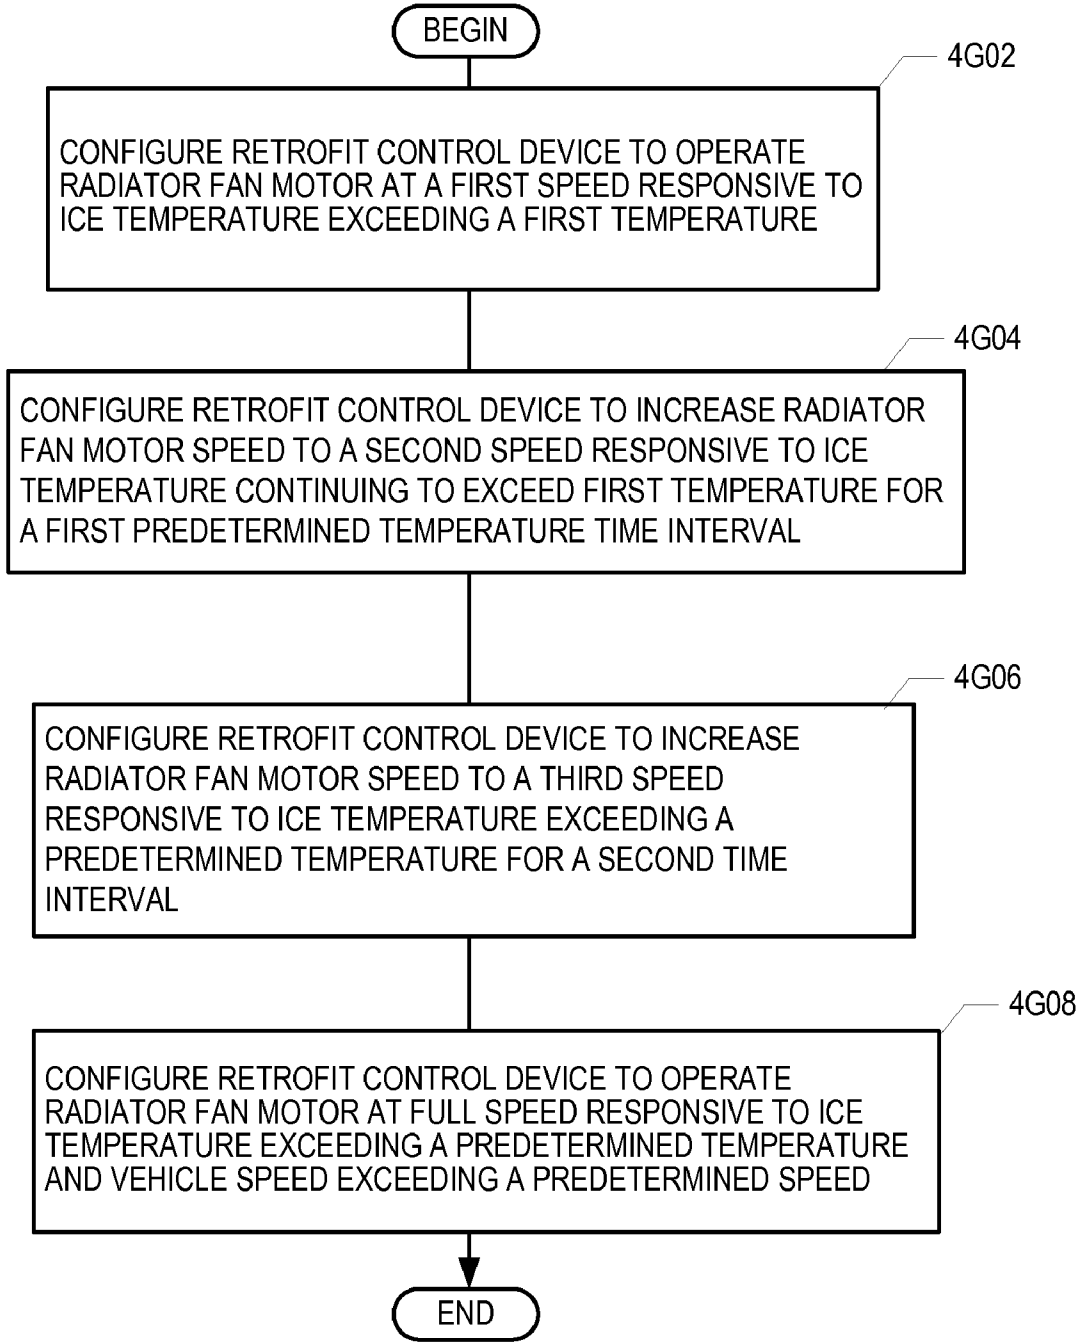 BEGIN
4G02
CONFIGURE RETROFIT CONTROL DEVICE TO OPERATE
RADIATOR FAN MOTOR AT A FIRST SPEED RESPONSIVE TO
ICE TEMPERATURE EXCEEDING A FIRST TEMPERATURE
4G04
CONFIGURE RETROFIT CONTROL DEVICE TO INCREASE RADIATOR
FAN MOTOR SPEED TO A SECOND SPEED RESPONSIVE TO ICE
TEMPERATURE CONTINUING TO EXCEED FIRST TEMPERATURE FOR
A FIRST PREDETERMINED TEMPERATURE TIME INTERVAL
4G06
CONFIGURE RETROFIT CONTROL DEVICE TO INCREASE
RADIATOR FAN MOTOR SPEED TO A THIRD SPEED
RESPONSIVE TO ICE TEMPERATURE EXCEEDING A
PREDETERMINED TEMPERATURE FOR A SECOND TIME
INTERVAL
4G08
CONFIGURE RETROFIT CONTROL DEVICE TO OPERATE
RADIATOR FAN MOTOR AT FULL SPEED RESPONSIVE TO ICE
TEMPERATURE EXCEEDING A PREDETERMINED TEMPERATURE
AND VEHICLE SPEED EXCEEDING A PREDETERMINED SPEED
END